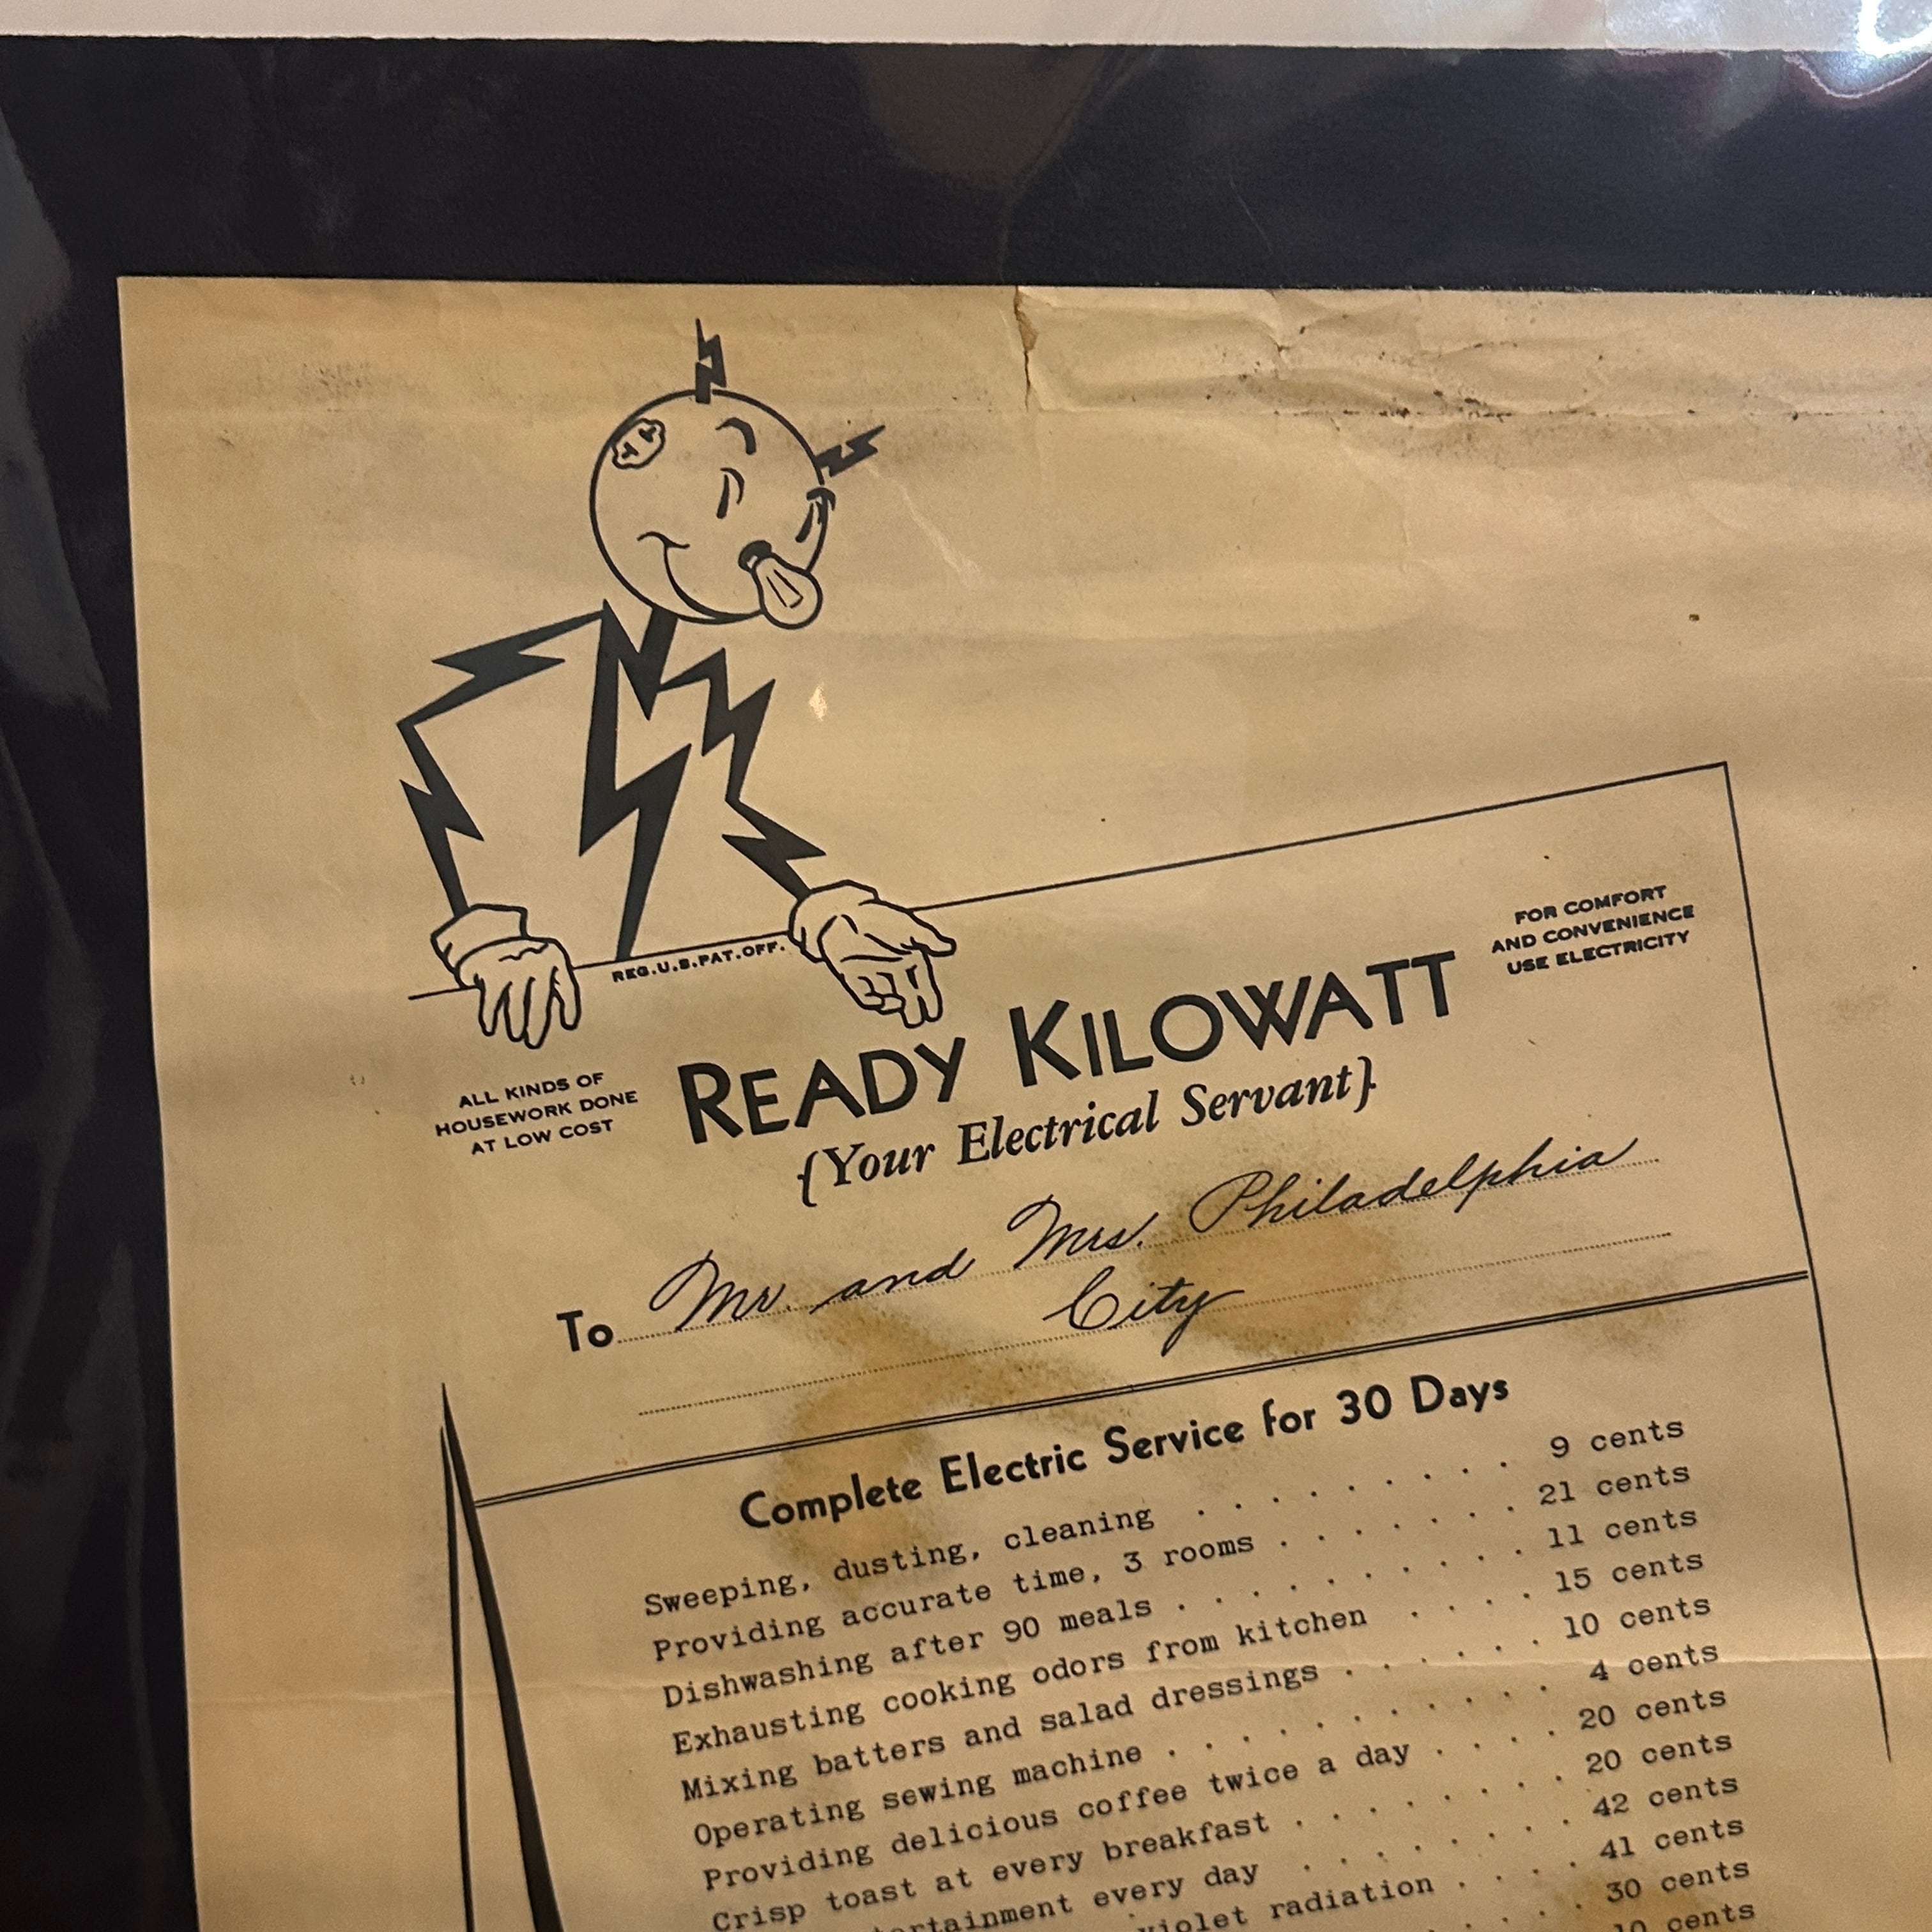 REG.U.S.PAT.OFF.
FOR COMFORT
AND CONVENIENCE
USE ELECTRICITY
ALL KINDS OF
HOUSEWORK DONE
AT LOW COST
READY KILOWATT
{Your Electrical Servant}
To Mr. and Mrs. Philadelphia
City
Complete Electric Service for 30 Days
Sweeping, dusting, cleaning . . . . . . . . 9 cents
Providing accurate time, 3 rooms . . . . . . . 21 cents
Dishwashing after 90 meals . . . . . . . . . 11 cents
Exhausting cooking odors from kitchen . . . . 15 cents
Mixing batters and salad dressings . . . . . . 10 cents
Operating sewing machine . . . . . . . . . . 4 cents
Providing delicious coffee twice a day . . . . 20 cents
Crisp toast at every breakfast . . . . . . . 20 cents
every day . . . . . . . . 42 cents
radiation . . . . 41 cents
30 cents
10 cents